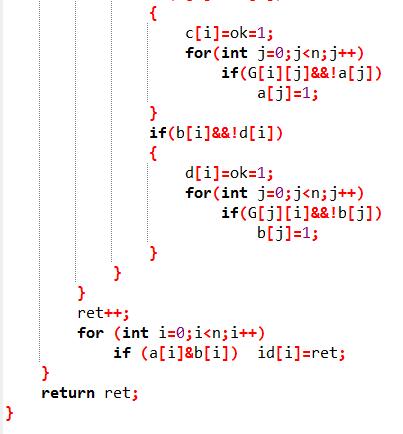 {
c[i]=ok=1;
for(int j=0;j<n;j++)
if(G[i][j]&&!a[j])
a[j]=1;
}
if(b[i]&&!d[i])
{
d[i]=ok=1;
for(int j=0;j<n;j++)
if(G[j][i]&&!b[j])
b[j]=1;
}
}
}
ret++;
for (int i=0;i<n;i++)
if (a[i]&b[i])  id[i]=ret;
}
return ret;
}